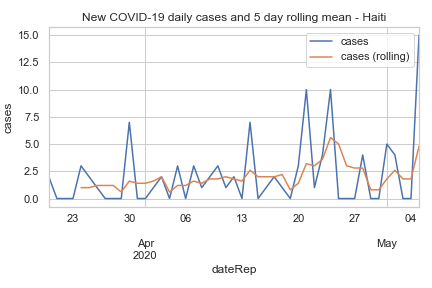 New COVID-19 daily cases and 5 day rolling mean - Haiti
cases
cases (rolling)
15.0
12.5
10.0
7.5
5.0
2.5
0.0
cases
23
30
06
13
20
27
04
Apr
2020
May
dateRep